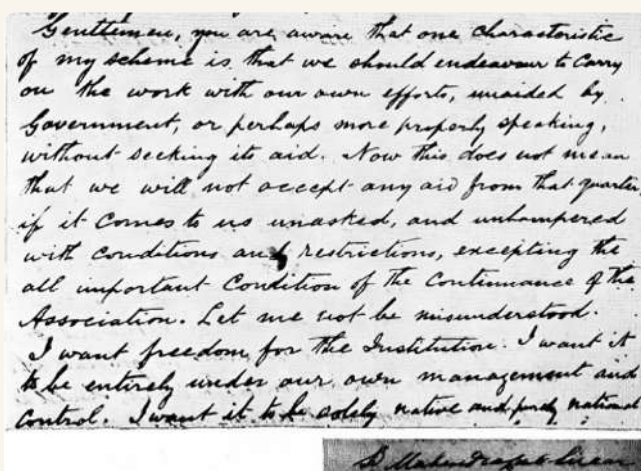 Gentlemen, you are aware that one characteristic
of my scheme is that we should endeavour to carry
on the work with our own efforts, unaided by
Government, or perhaps more properly speaking,
without seeking its aid. Now this does not mean
that we will not accept any aid from that quarter,
if it comes to us unasked, and unhampered
with conditions and restrictions, excepting the
all important Condition of the Continuance of the
Association. Let me not be misunderstood.
I want freedom for the Institution. I want it
to be entirely under our own management and
control. I want it to be solely native and purely national